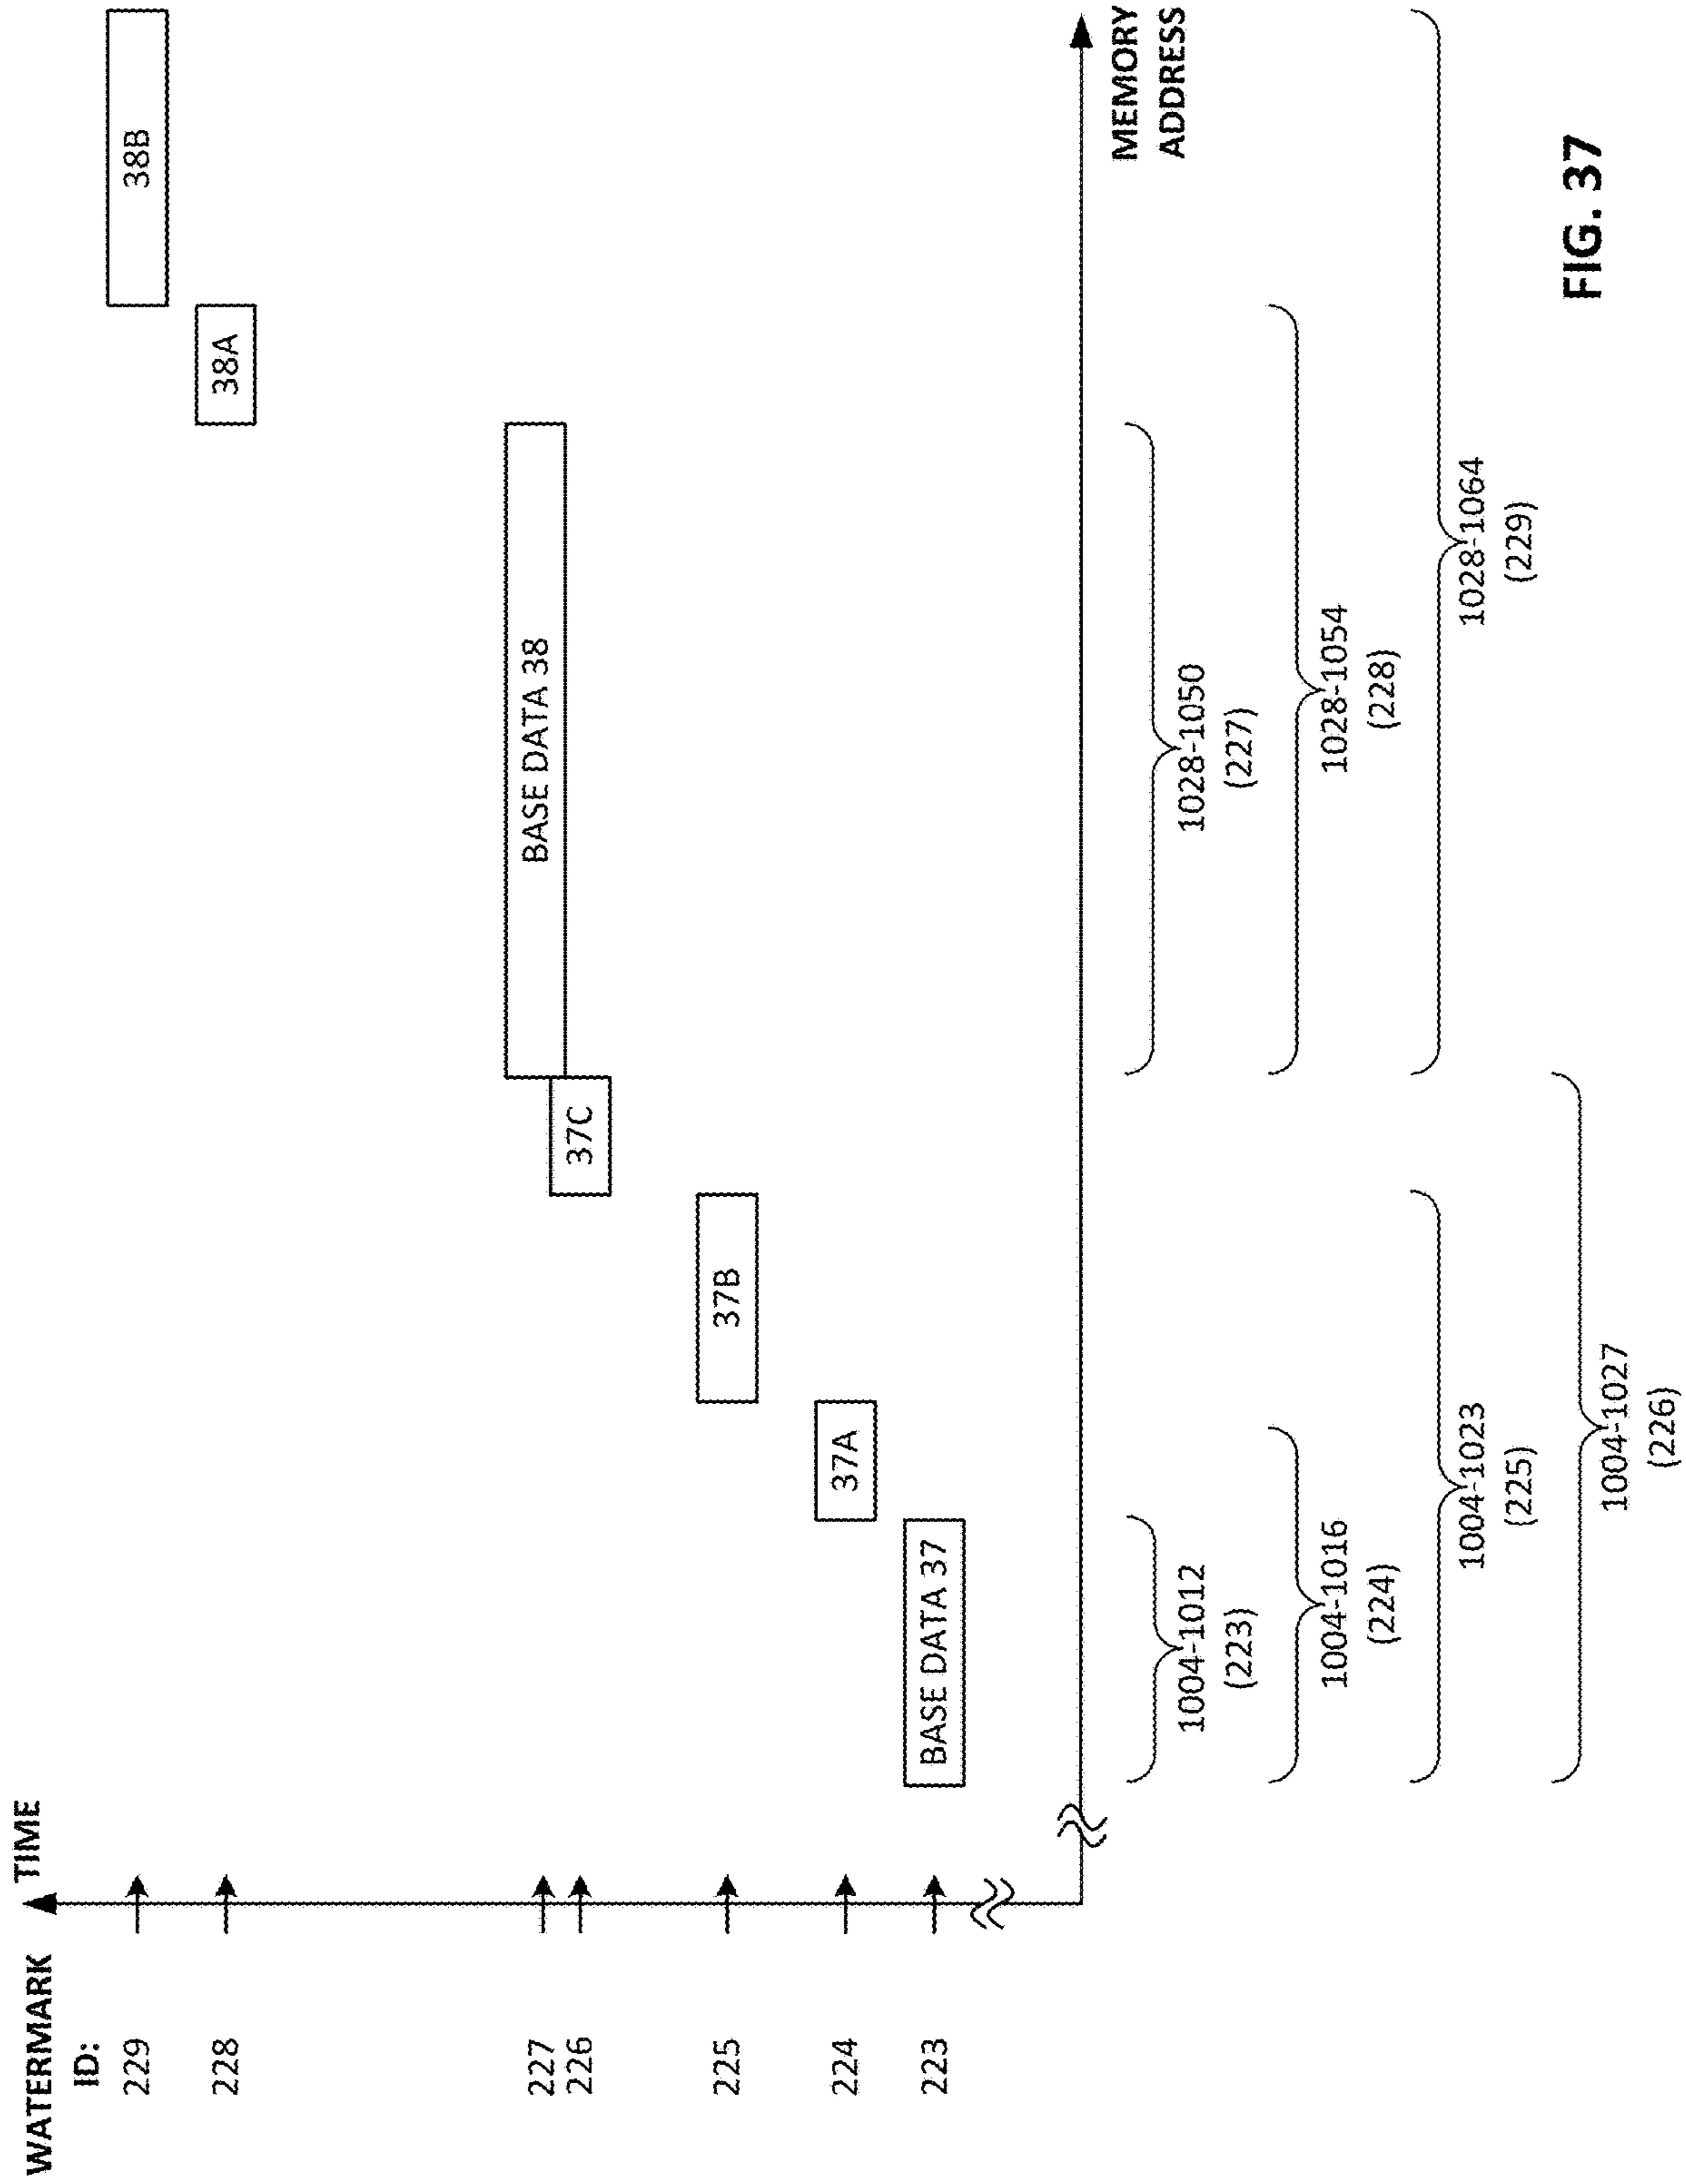 WATERMARK
ID:
TIME
229
228
227
226
225
224
223
38B
38A
BASE DATA 38
37C
37B
37A
BASE DATA 37
MEMORY
ADDRESS
1004-1012
(223)
1028-1050
(227)
1004-1016
(224)
1028-1054
(228)
1004-1023
(225)
1028-1064
(229)
1004-1027
(226)
FIG. 37